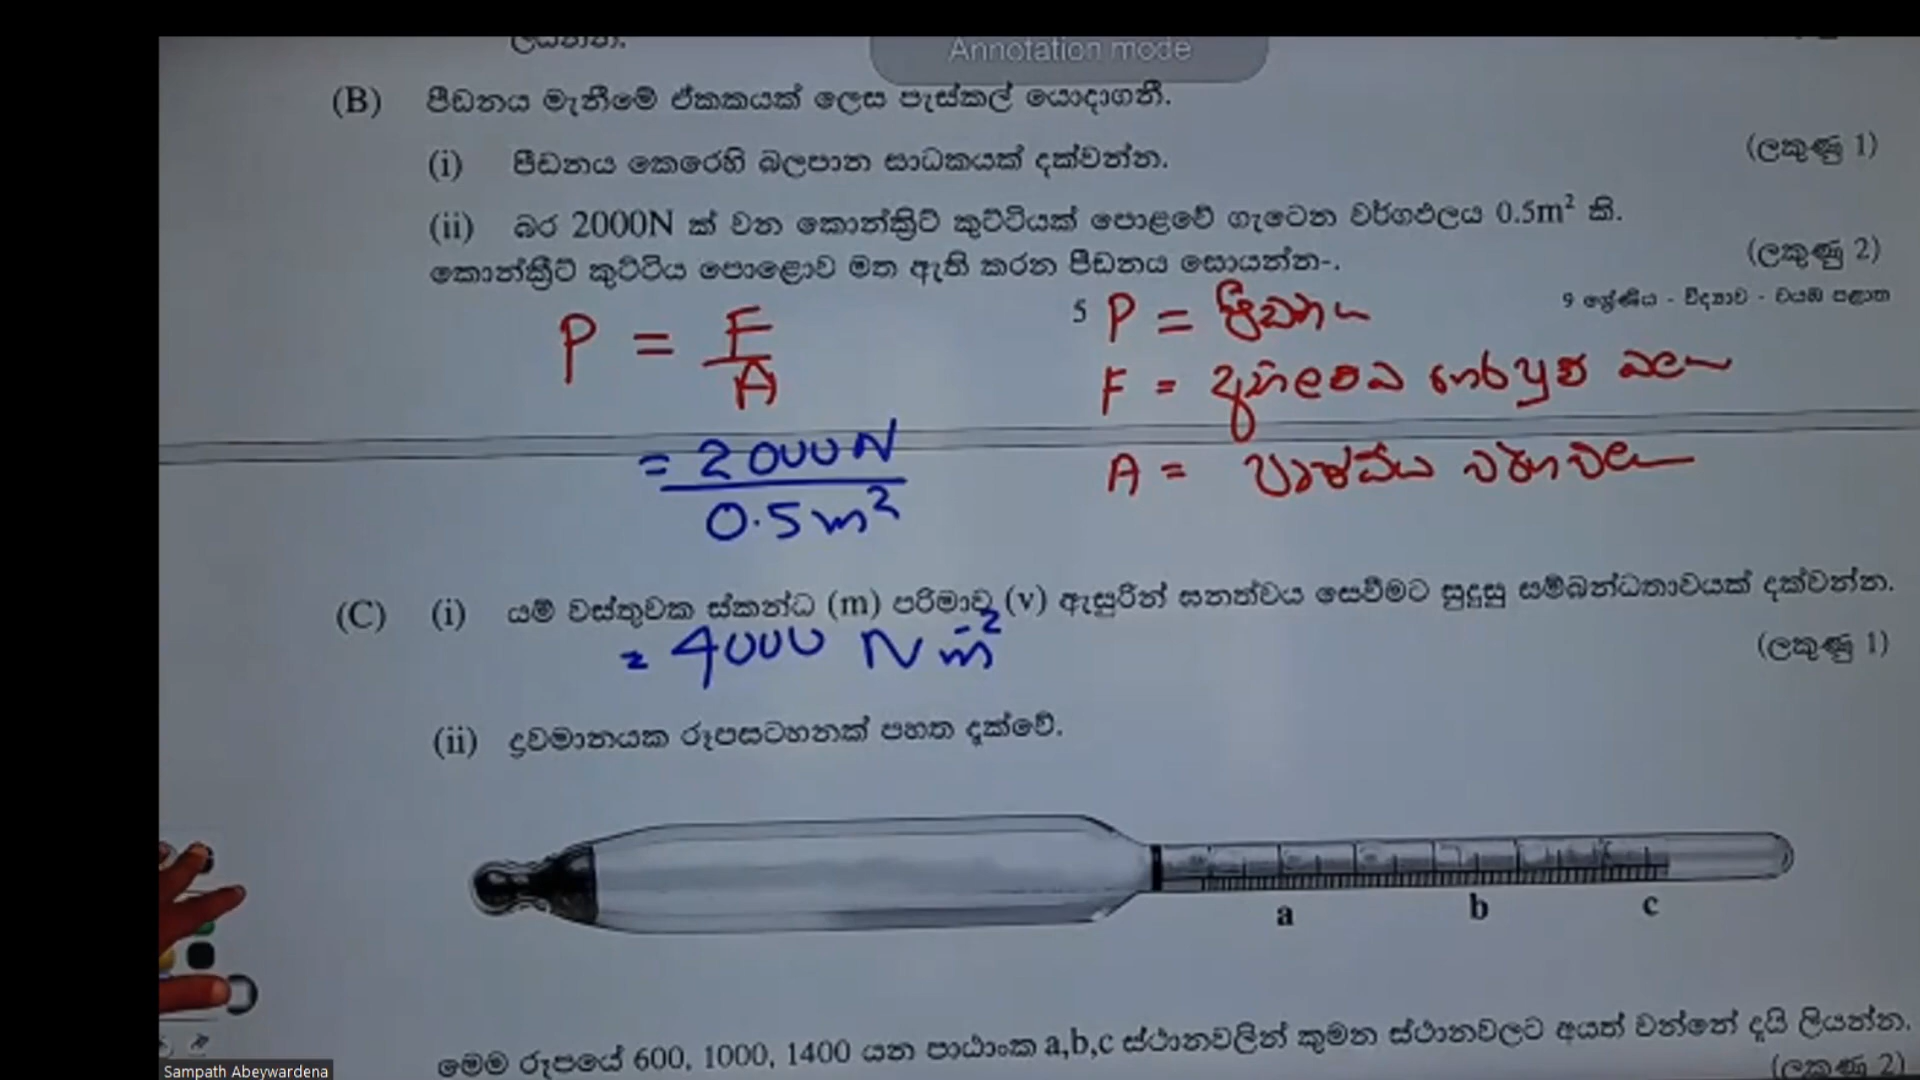 Annotation mode
(B) පීඩනය මැනීමේ ඒකකයක් ලෙස පැස්කල් යොදාගනී.
(i) පීඩනය කෙරෙහි බලපාන සාධකයක් දක්වන්න. (ලකුණු 1)
(ii) බර 2000N ක් වන කොන්ක්‍රිට් කුට්ටියක් පොළවේ ගැටෙන වර්ගඵලය 0.5m² කි.
කොන්ක්‍රීට් කුට්ටිය පොළොව මත ඇති කරන පීඩනය සොයන්න-. (ලකුණු 2)
5 9 ශ්‍රේණිය - විද්‍යාව - වයඹ පළාත
P = F/A
P = පීඩනය
F = අභිලම්බ තෙරපුම් බලය
= 2000N/0.5m²
A = පෘෂ්ඨීය වර්ගඵලය
(C) (i) යම් වස්තුවක ස්කන්ධ (m) පරිමාව (v) ඇසුරින් ඝනත්වය සෙවීමට සුදුසු සම්බන්ධතාවයක් දක්වන්න.
= 4000 Nm⁻²
(ලකුණු 1)
(ii) ද්‍රවමානයක රූපසටහනක් පහත දැක්වේ.
a b c
මෙම රූපයේ 600, 1000, 1400 යන පාඨාංක a,b,c ස්ථානවලින් කුමන ස්ථානවලට අයත් වන්නේ දැයි ලියන්න.
(ලකුණු 2)
Sampath Abeywardena